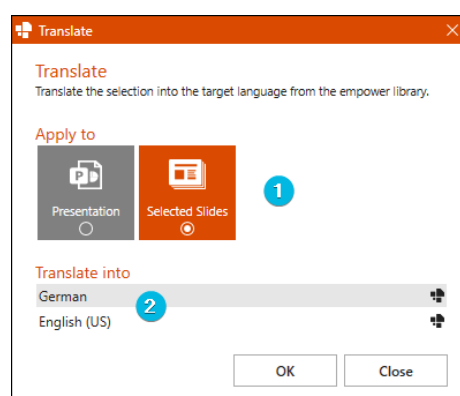 Translate
Translate
Translate the selection into the target language from the empower library.
Apply to
Presentation
Selected Slides
1
Translate into
German
2
English (US)
OK
Close